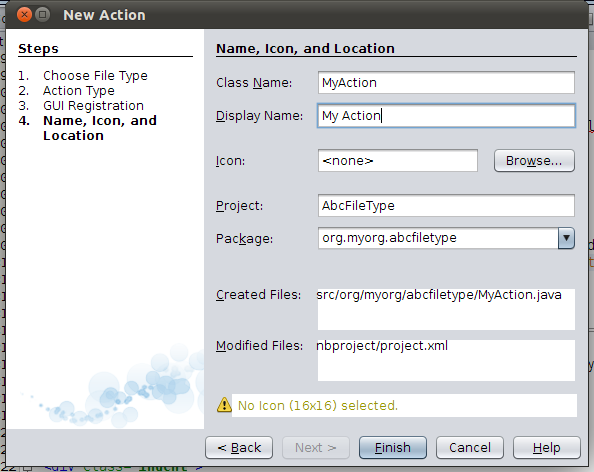 New Action
Steps
1. Choose File Type
2. Action Type
3. GUI Registration
4. Name, Icon, and
Location
Name, Icon, and Location
Class Name: MyAction
Display Name: My Action
Icon: <none> Browse...
Project: AbcFileType
Package: org.myorg.abcfiletype
Created Files: src/org/myorg/abcfiletype/MyAction.java
Modified Files: nbproject/project.xml
No Icon (16x16) selected.
< Back Next > Finish Cancel Help